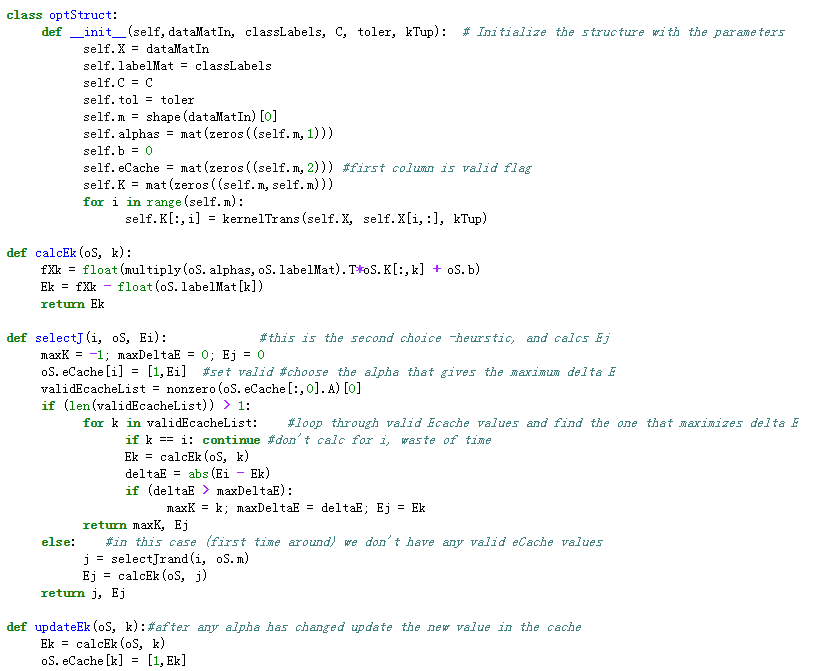 class optStruct:
    def __init__(self,dataMatIn, classLabels, C, toler, kTup):  # Initialize the structure with the parameters
        self.X = dataMatIn
        self.labelMat = classLabels
        self.C = C
        self.tol = toler
        self.m = shape(dataMatIn)[0]
        self.alphas = mat(zeros((self.m,1)))
        self.b = 0
        self.eCache = mat(zeros((self.m,2))) #first column is valid flag
        self.K = mat(zeros((self.m,self.m)))
        for i in range(self.m):
            self.K[:,i] = kernelTrans(self.X, self.X[i,:], kTup)

def calcEk(oS, k):
    fXk = float(multiply(oS.alphas,oS.labelMat).T*oS.K[:,k] + oS.b)
    Ek = fXk - float(oS.labelMat[k])
    return Ek

def selectJ(i, oS, Ei):         #this is the second choice -heurstic, and calcs Ej
    maxK = -1; maxDeltaE = 0; Ej = 0
    oS.eCache[i] = [1,Ei]  #set valid #choose the alpha that gives the maximum delta E
    validEcacheList = nonzero(oS.eCache[:,0].A)[0]
    if (len(validEcacheList)) > 1:
        for k in validEcacheList:   #loop through valid Ecache values and find the one that maximizes delta E
            if k == i: continue #don't calc for i, waste of time
            Ek = calcEk(oS, k)
            deltaE = abs(Ei - Ek)
            if (deltaE > maxDeltaE):
                maxK = k; maxDeltaE = deltaE; Ej = Ek
        return maxK, Ej
    else:   #in this case (first time around) we don't have any valid eCache values
        j = selectJrand(i, oS.m)
        Ej = calcEk(oS, j)
    return j, Ej

def updateEk(oS, k):#after any alpha has changed update the new value in the cache
    Ek = calcEk(oS, k)
    oS.eCache[k] = [1,Ek]